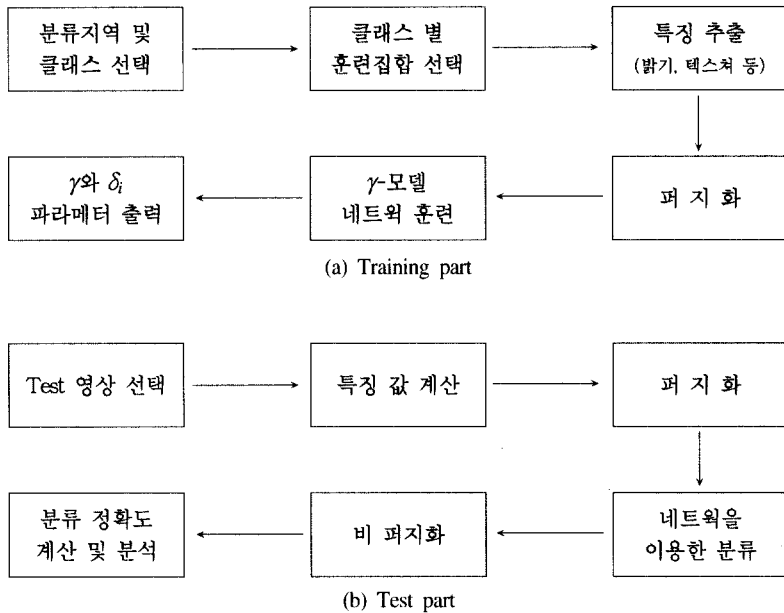 분류지역 및
클래스 선택
클래스 별
훈련집합 선택
특징 추출
(밝기, 텍스쳐 등)
γ와 δi
파라메터 출력
γ-모델
네트웍 훈련
퍼 지 화
(a) Training part
Test 영상 선택
특징 값 계산
퍼 지 화
분류 정확도
계산 및 분석
비 퍼지화
네트웍을
이용한 분류
(b) Test part